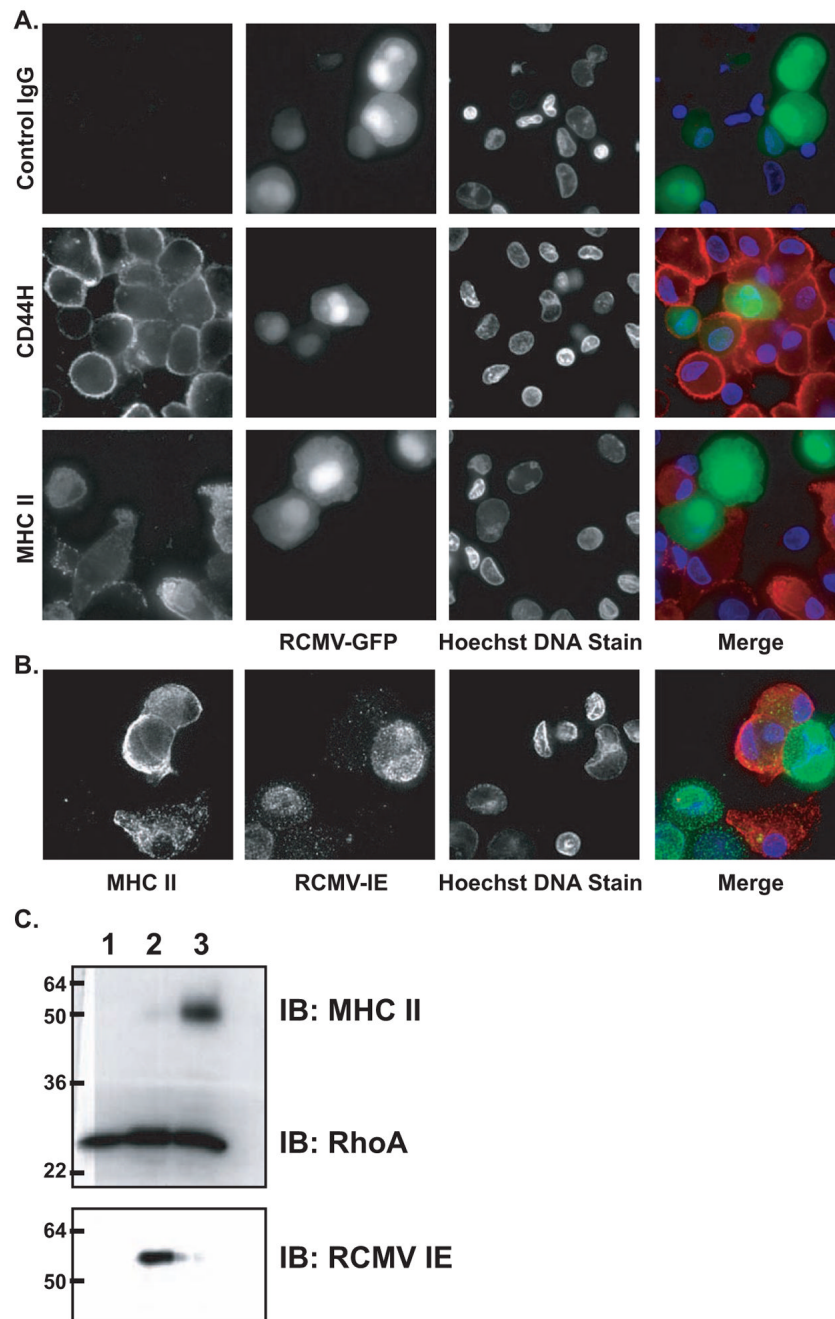 A.
Control IgG
CD44H
MHC II
RCMV-GFP Hoechst DNA Stain Merge
B.
MHC II RCMV-IE Hoechst DNA Stain Merge
C.
1 2 3
64
50
36
22
IB: MHC II
IB: RhoA
64
50
IB: RCMV IE